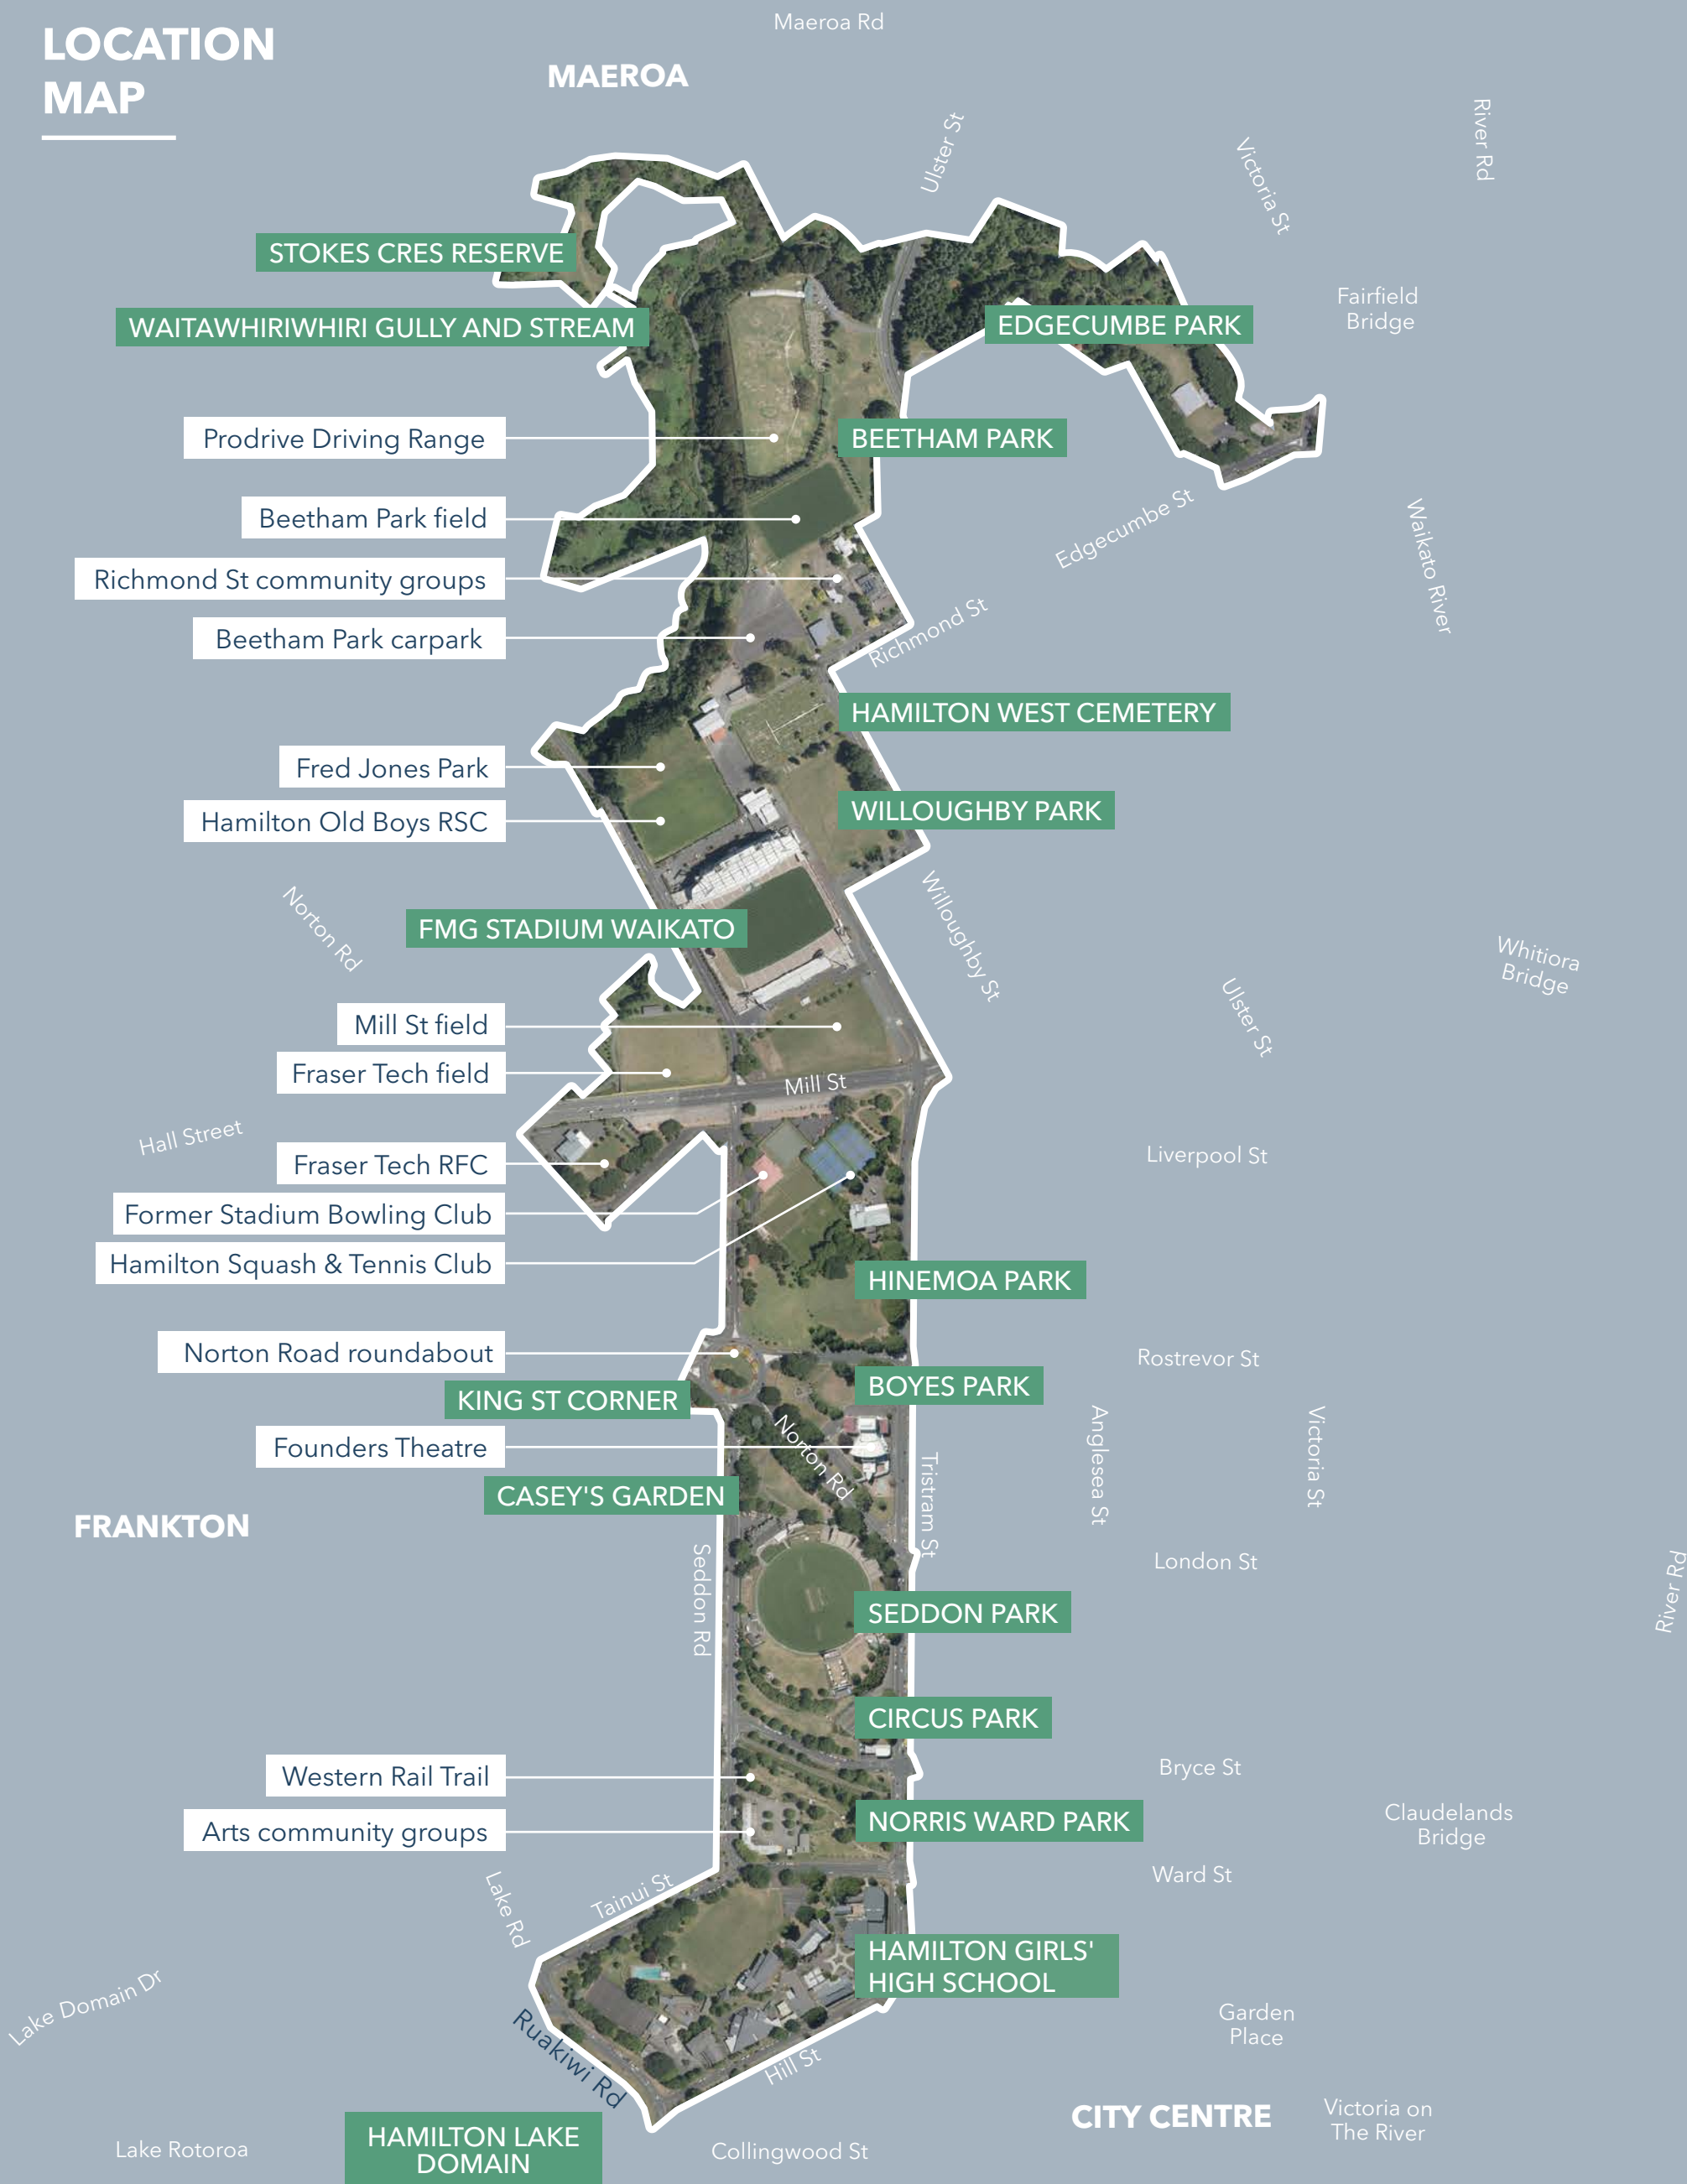 LOCATION
MAP
Maeroa Rd
MAEROA
Ulster St
Victoria St
River Rd
STOKES CRES RESERVE
WAITAWHIRIWHIRI GULLY AND STREAM
EDGECUMBE PARK
Fairfield
Bridge
Prodrive Driving Range
BEETHAM PARK
Beetham Park field
Edgecumbe St
Waikato River
Richmond St community groups
Beetham Park carpark
Richmond St
HAMILTON WEST CEMETERY
Fred Jones Park
Hamilton Old Boys RSC
WILLOUGHBY PARK
Norton Rd
FMG STADIUM WAIKATO
Willoughby St
Whitiora
Bridge
Ulster St
Mill St field
Fraser Tech field
Mill St
Hall Street
Fraser Tech RFC
Liverpool St
Former Stadium Bowling Club
Hamilton Squash & Tennis Club
HINEMOA PARK
Norton Road roundabout
Rostrevor St
KING ST CORNER
BOYES PARK
Founders Theatre
Norton Rd
Tristram St
Anglesea St
Victoria St
CASEY'S GARDEN
FRANKTON
Seddon Rd
London St
River Rd
SEDDON PARK
CIRCUS PARK
Western Rail Trail
Bryce St
Arts community groups
NORRIS WARD PARK
Claudelands
Bridge
Ward St
Lake Rd
Tainui St
HAMILTON GIRLS'
HIGH SCHOOL
Lake Domain Dr
Ruakiwi Rd
Hill St
Garden
Place
CITY CENTRE
Victoria on
The River
Lake Rotoroa
HAMILTON LAKE
DOMAIN
Collingwood St